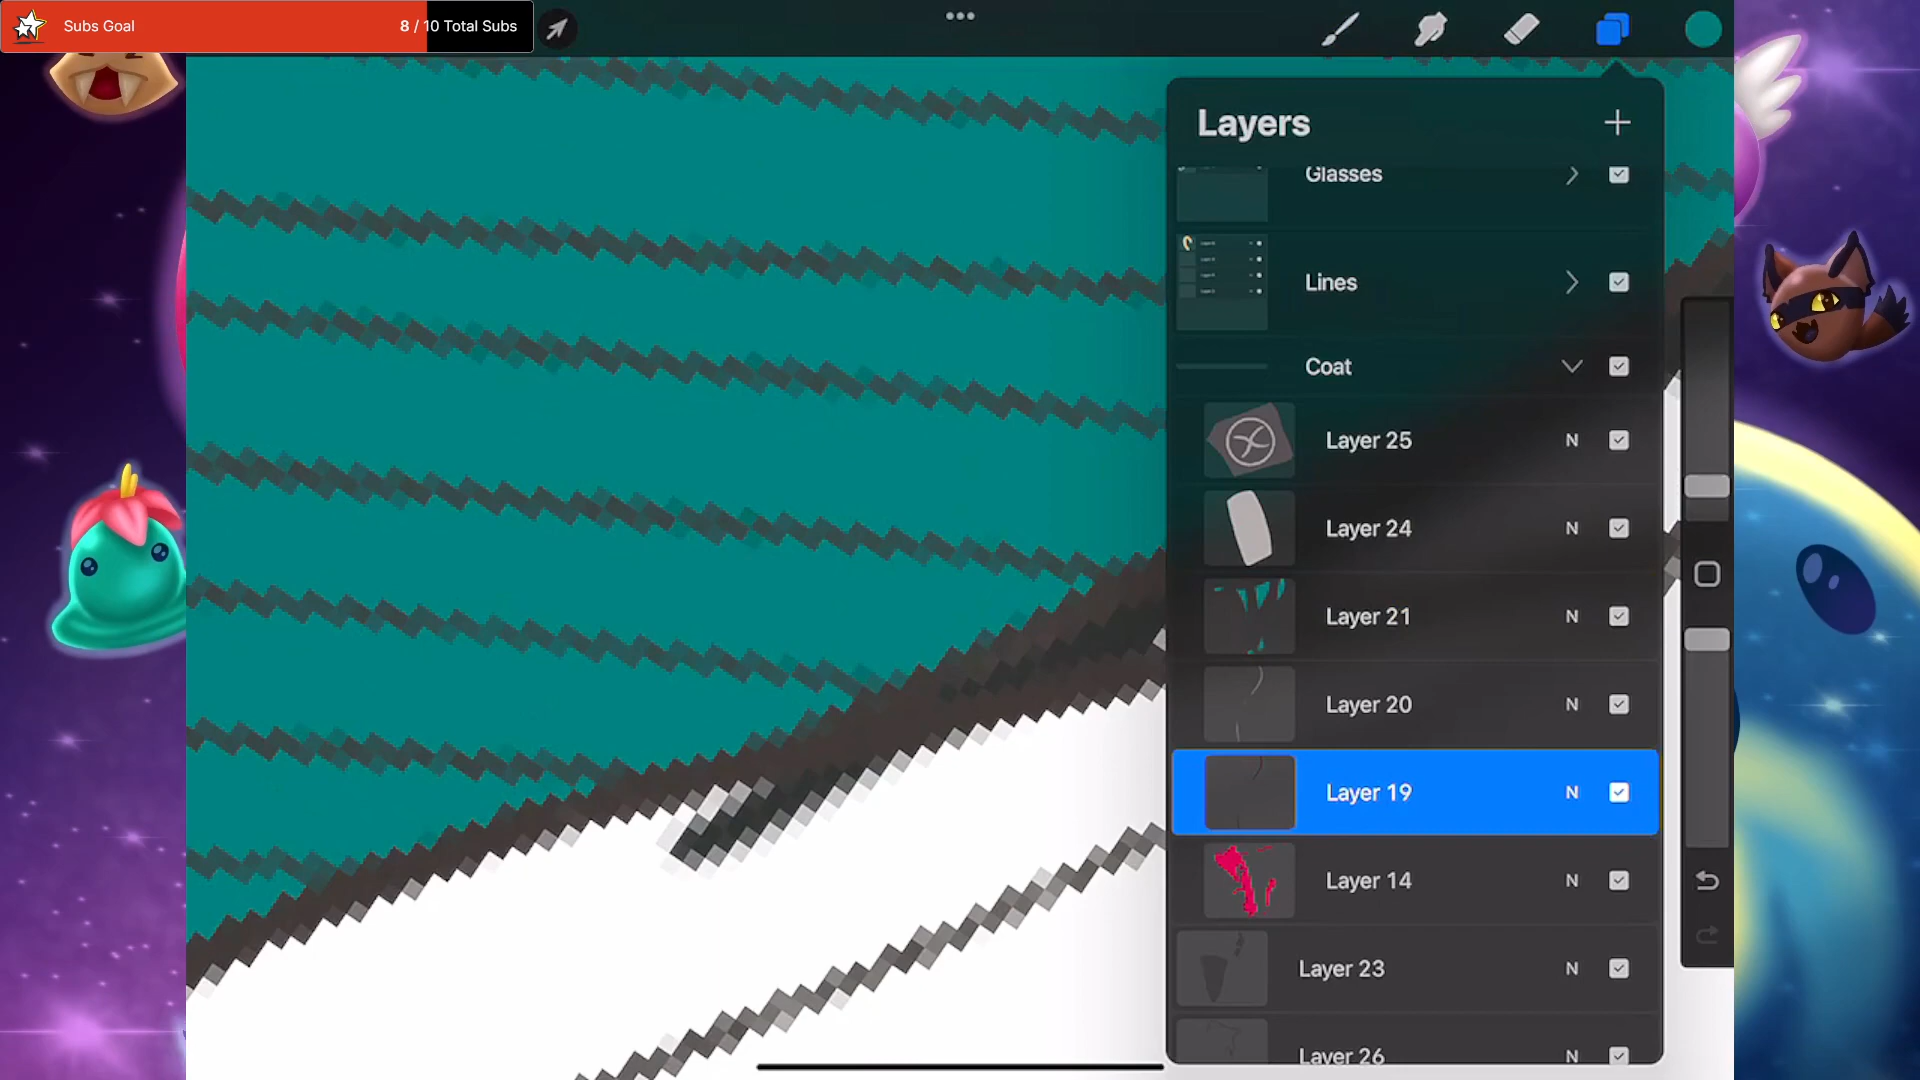 Subs Goal 8 / 10 Total Subs
Layers
Glasses
Lines
Coat
Layer 25 N
Layer 24 N
Layer 21 N
Layer 20 N
Layer 19 N
Layer 14 N
Layer 23 N
Layer 26 N